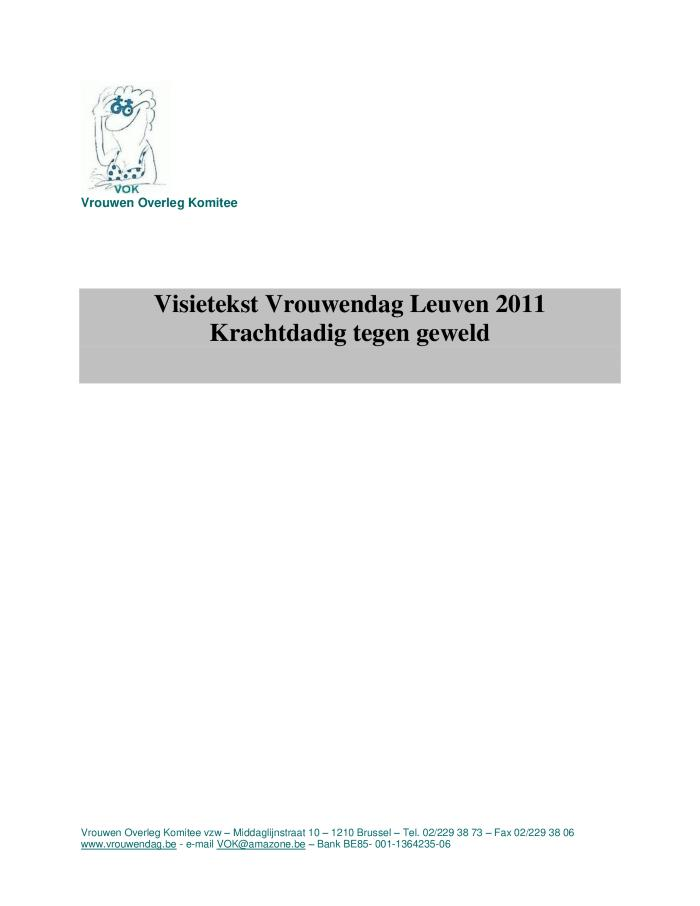 VOK
Vrouwen Overleg Komitee
Visietekst Vrouwendag Leuven 2011
Krachtdadig tegen geweld
Vrouwen Overleg Komitee vzw – Middaglijnstraat 10 – 1210 Brussel – Tel. 02/229 38 73 – Fax 02/229 38 06
www.vrouwendag.be - e-mail VOK@amazone.be – Bank BE85- 001-1364235-06